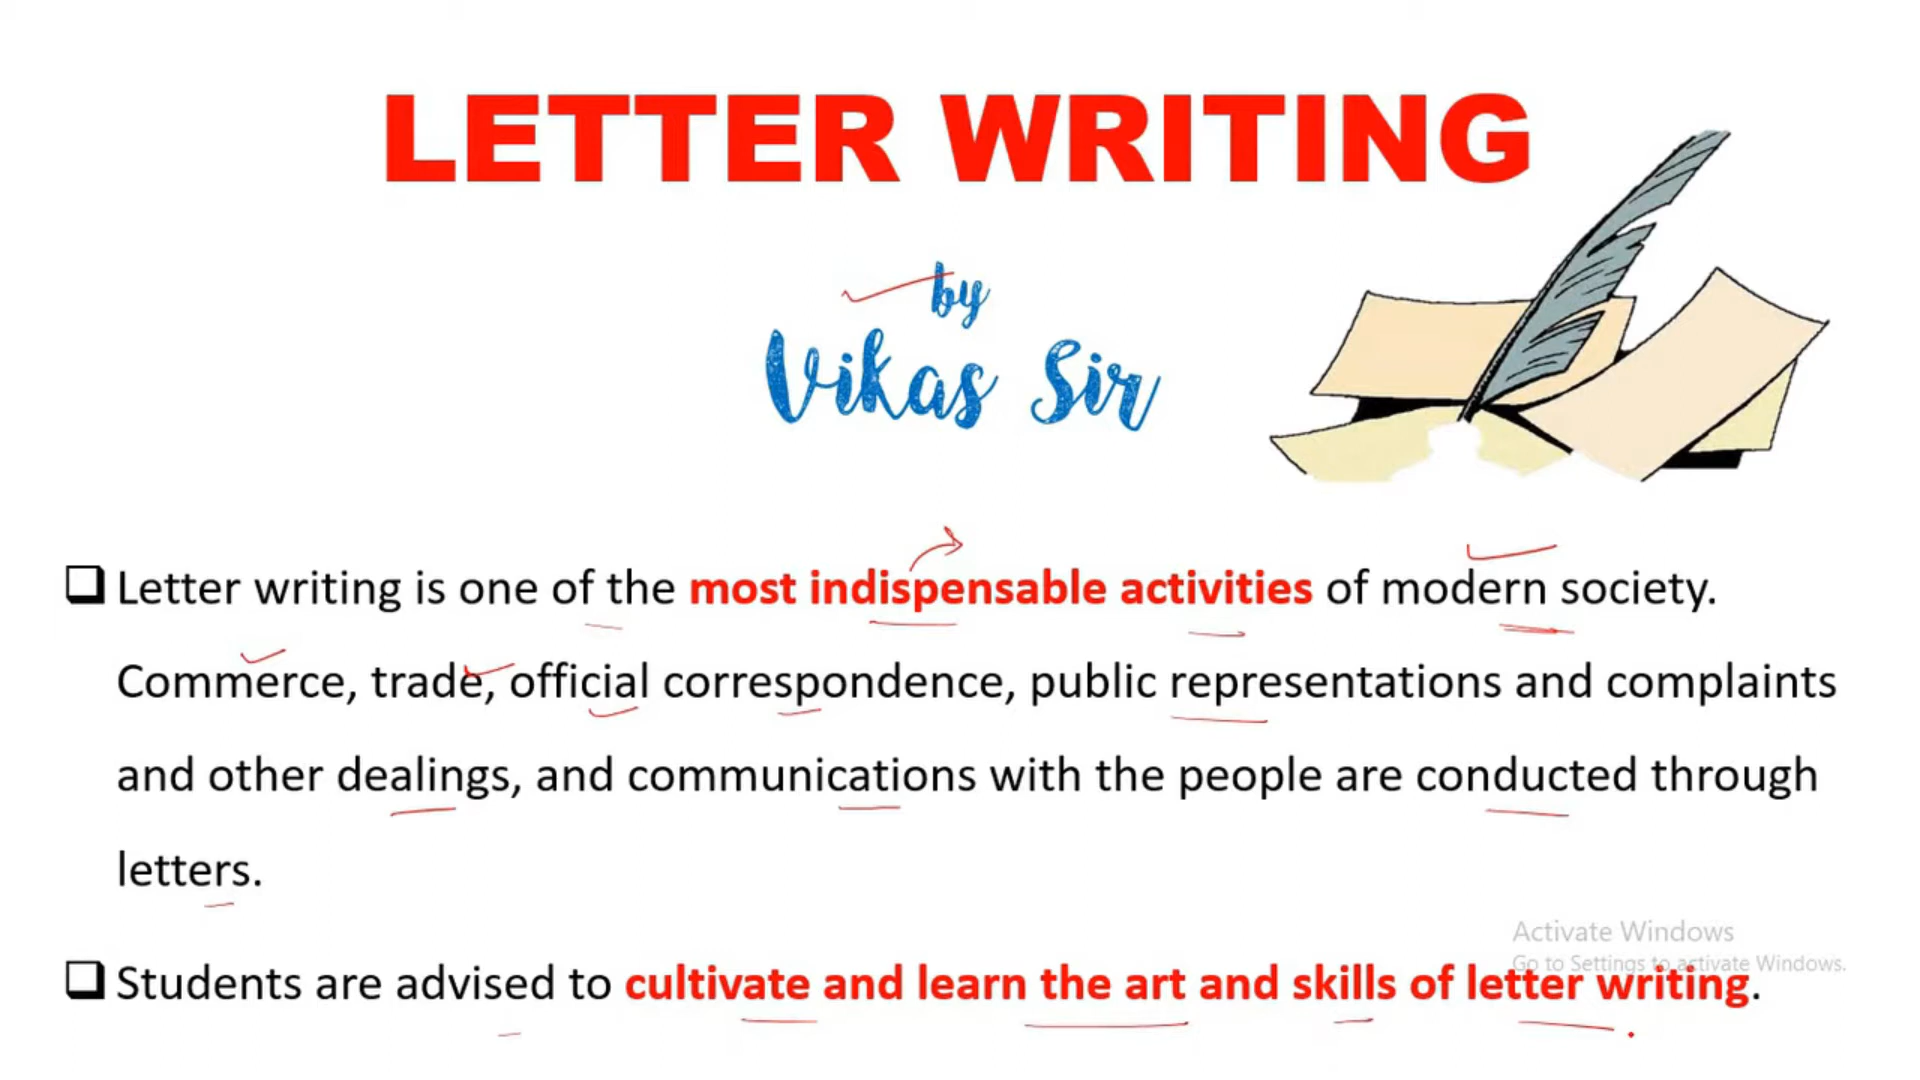 LETTER WRITING
by
Vikas Sir
Letter writing is one of the most indispensable activities of modern society.
Commerce, trade, official correspondence, public representations and complaints
and other dealings, and communications with the people are conducted through
letters.
Activate Windows
Go to Settings to activate Windows.
Students are advised to cultivate and learn the art and skills of letter writing.